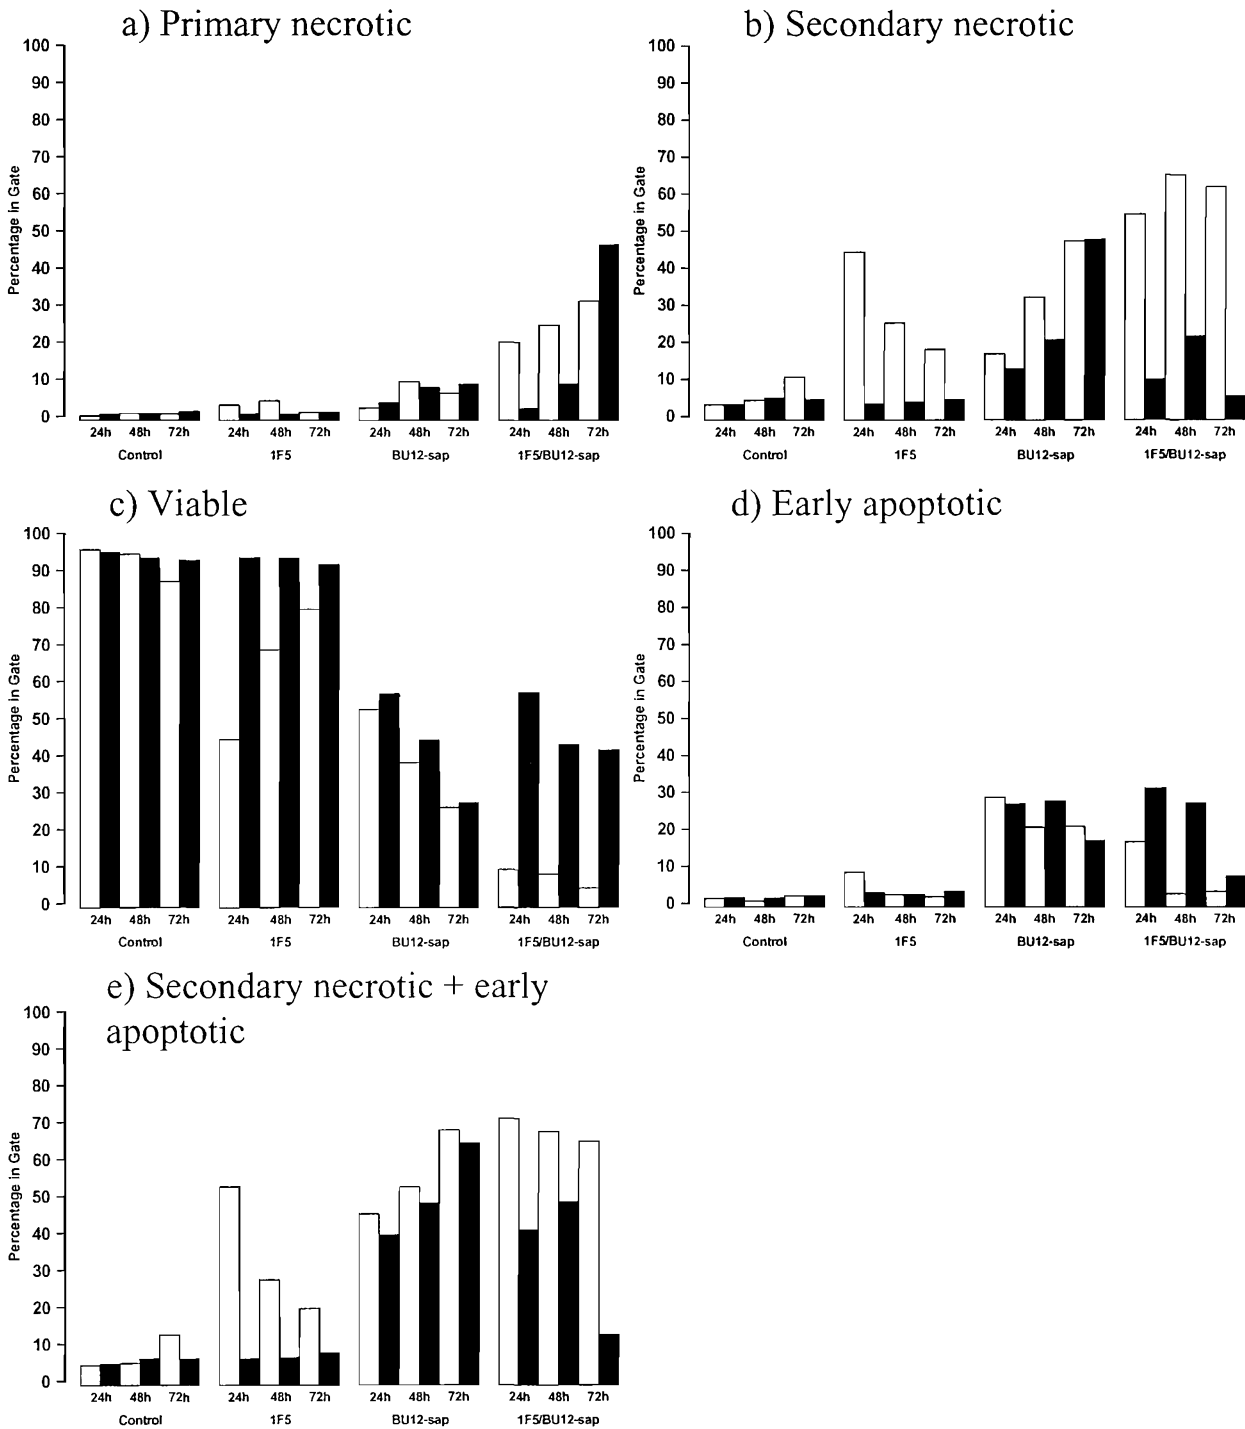 a) Primary necrotic
100
90
80
70
60
50
40
30
20
10
0
Percentage in Gate
24h 48h 72h 24h 48h 72h 24h 48h 72h 24h 48h 72h
Control 1F5 BU12-sap 1F5/BU12-sap
b) Secondary necrotic
100
90
80
70
60
50
40
30
20
10
0
Percentage in Gate
24h 48h 72h 24h 48h 72h 24h 48h 72h 24h 48h 72h
Control 1F5 BU12-sap 1F5/BU12-sap
c) Viable
100
90
80
70
60
50
40
30
20
10
0
Percentage in Gate
24h 48h 72h 24h 48h 72h 24h 48h 72h 24h 48h 72h
Control 1F5 BU12-sap 1F5/BU12-sap
d) Early apoptotic
100
90
80
70
60
50
40
30
20
10
0
Percentage in Gate
24h 48h 72h 24h 48h 72h 24h 48h 72h 24h 48h 72h
Control 1F5 BU12-sap 1F5/BU12-sap
e) Secondary necrotic + early
apoptotic
100
90
80
70
60
50
40
30
20
10
0
Percentage in Gate
24h 48h 72h 24h 48h 72h 24h 48h 72h 24h 48h 72h
Control 1F5 BU12-sap 1F5/BU12-sap